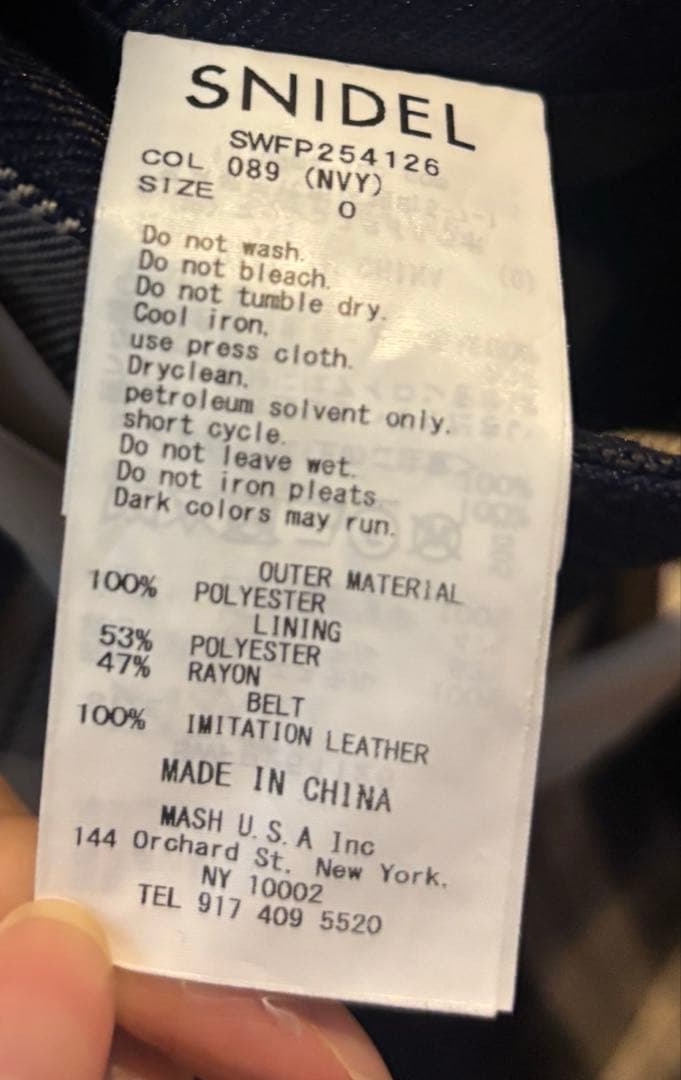 SNIDEL
SWFP254126
COL 089 (NVY)
SIZE 0
Do not wash.
Do not bleach.
Do not tumble dry.
Cool iron,
use press cloth.
Dryclean,
petroleum solvent only.
short cycle.
Do not leave wet.
Do not iron pleats.
Dark colors may run.
OUTER MATERIAL
100% POLYESTER
LINING
53% POLYESTER
47% RAYON
BELT
100% IMITATION LEATHER
MADE IN CHINA
MASH U.S.A Inc
144 Orchard St. New York,
NY 10002
TEL 917 409 5520